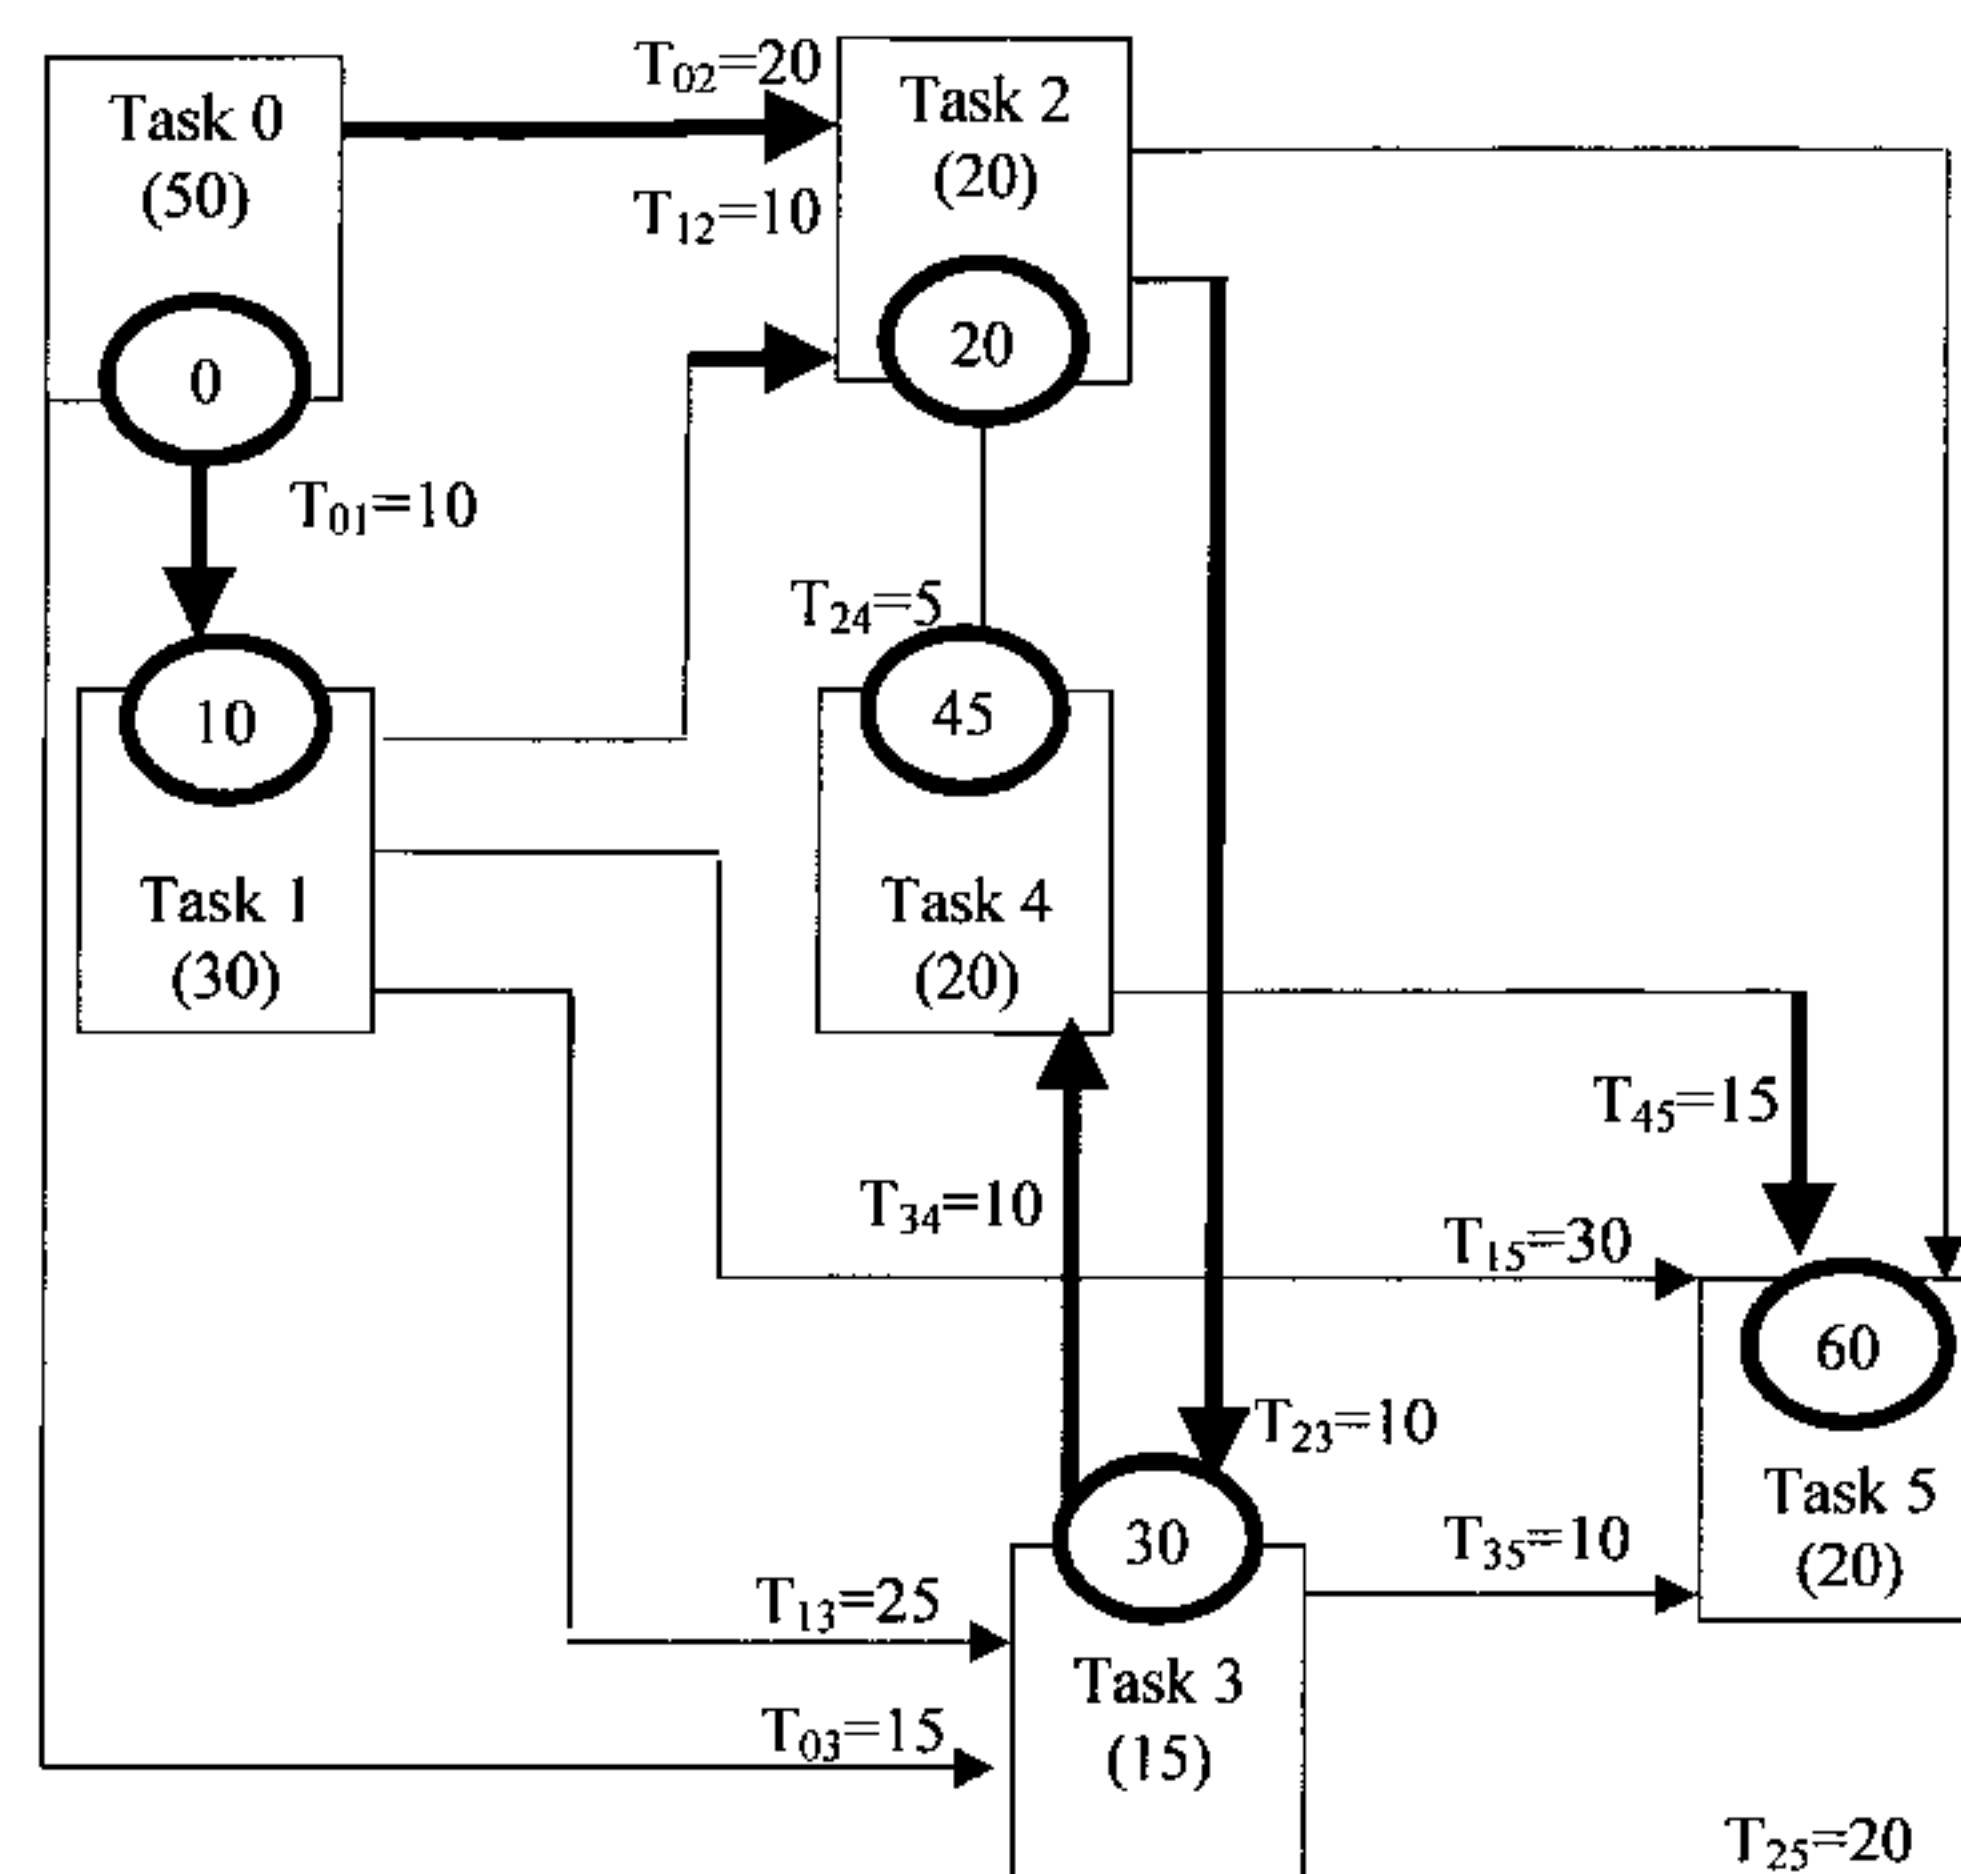 T02=20
Task 0
(50)
0
Task 2
(20)
20
T12=10
T01=10
T24=5
10
Task 1
(30)
45
Task 4
(20)
T45=15
T34=10
T15=30
60
Task 5
(20)
T23=10
30
T35=10
T13=25
Task 3
(15)
T03=15
T25=20